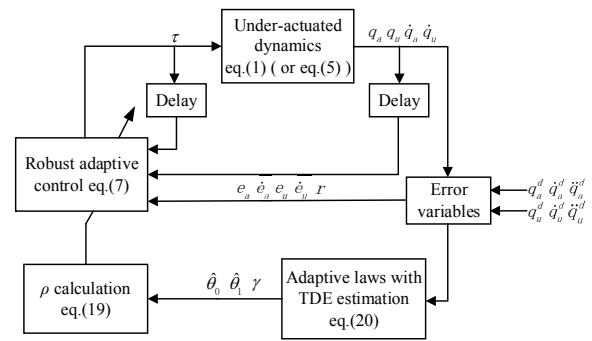 τ
Under-actuated
dynamics
eq.(1) ( or eq.(5) )
q_a q_u q̇_a q̇_u
Delay
Delay
Robust adaptive
control eq.(7)
e_a ė_a e_u ė_u r
Error
variables
q_a^d q̇_a^d q̈_a^d
q_u^d q̇_u^d q̈_u^d
ρ calculation
eq.(19)
θ̂_0 θ̂_1 γ
Adaptive laws with
TDE estimation
eq.(20)